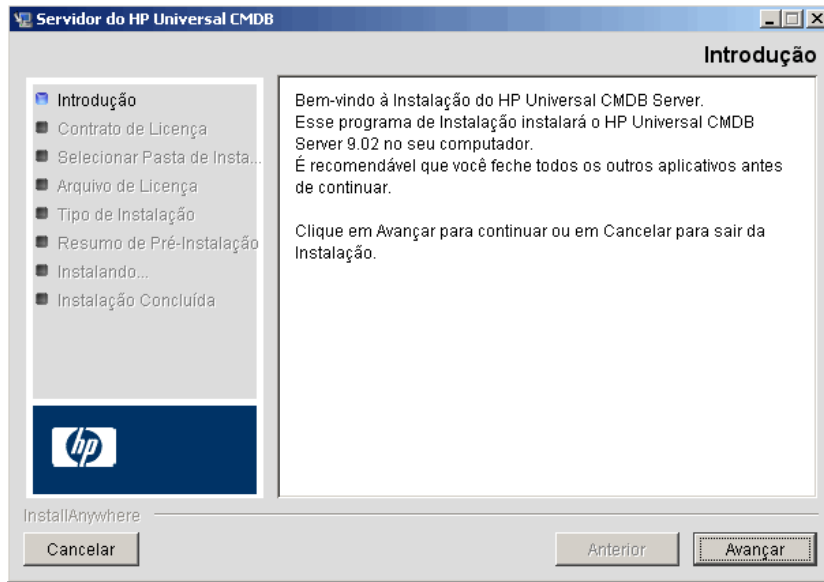 Servidor do HP Universal CMDB
Introdução
Introdução
Contrato de Licença
Selecionar Pasta de Insta...
Arquivo de Licença
Tipo de Instalação
Resumo de Pré-Instalação
Instalando...
Instalação Concluída
Bem-vindo à Instalação do HP Universal CMDB Server.
Esse programa de Instalação instalará o HP Universal CMDB
Server 9.02 no seu computador.
É recomendável que você feche todos os outros aplicativos antes
de continuar.
Clique em Avançar para continuar ou em Cancelar para sair da
Instalação.
hp
InstallAnywhere
Cancelar
Anterior
Avançar